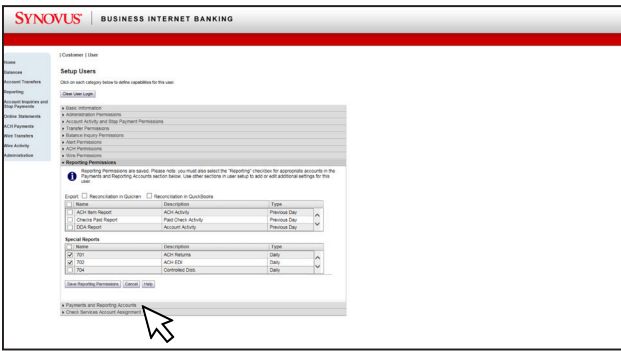 SYNOVUS® BUSINESS INTERNET BANKING
| Customer | User
Home
Balances
Account Transfers
Reporting
Account Inquiries and
Stop Payments
Online Statements
ACH Payments
Wire Transfers
Wire Activity
Administration
Setup Users
Click on each category below to define capabilities for this user.
Clear User Login
Basic Information
Administration Permissions
Account Activity and Stop Payment Permissions
Transfer Permissions
Balance Inquiry Permissions
Alert Permissions
ACH Permissions
Wire Permissions
Reporting Permissions
Reporting Permissions are saved. Please note: you must also select the "Reporting" checkbox for appropriate accounts in the
Payments and Reporting Accounts section below. Use other sections in user setup to add or edit additional settings for this
user.
Export Reconciliation in Quicken Reconciliation in QuickBooks
Name Description Type
ACH Item Report ACH Activity Previous Day
Checks Paid Report Paid Check Activity Previous Day
DDA Report Account Activity Previous Day
Special Reports
Name Description Type
701 ACH Returns Daily
702 ACH EDI Daily
704 Controlled Disb. Daily
Save Reporting Permissions Cancel Help
Payments and Reporting Accounts
Check Services Account Assignment